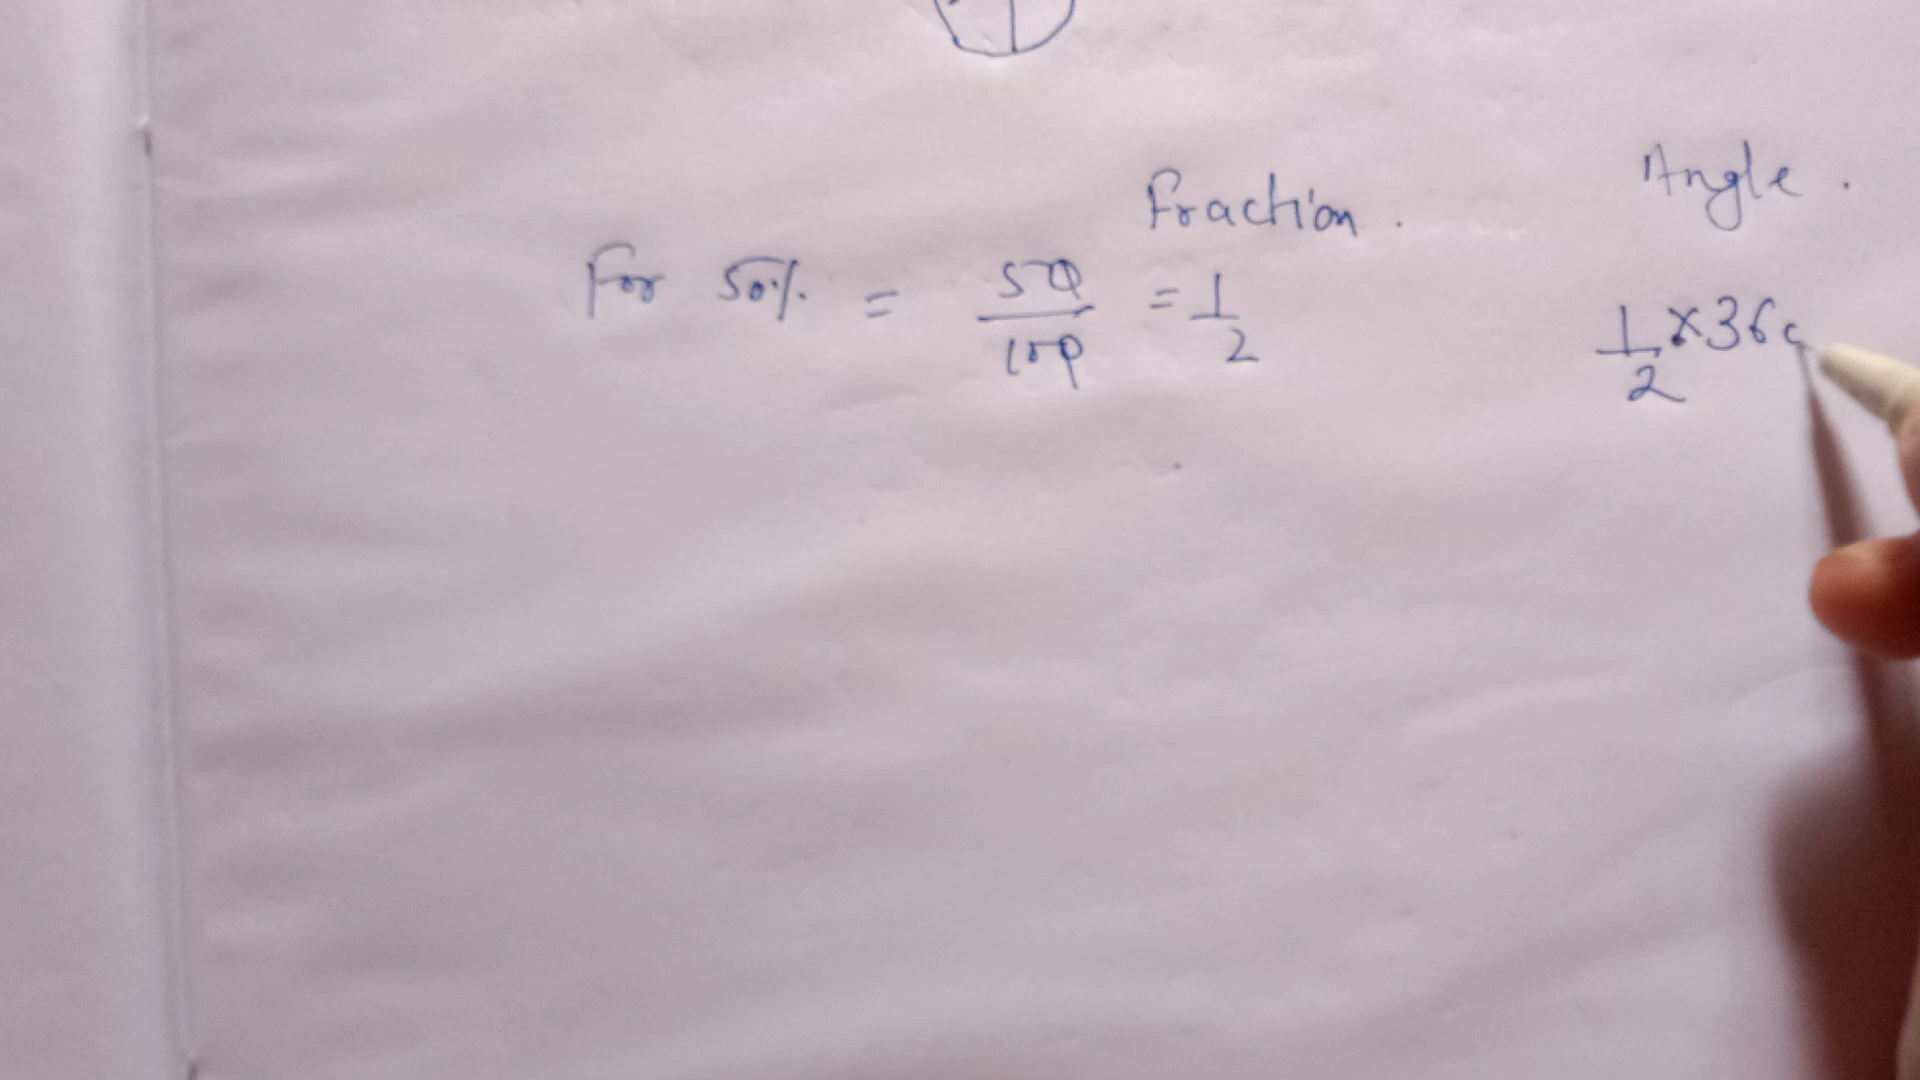 Fraction. Angle.
For 50% = 50/100 = 1/2 1/2 × 360